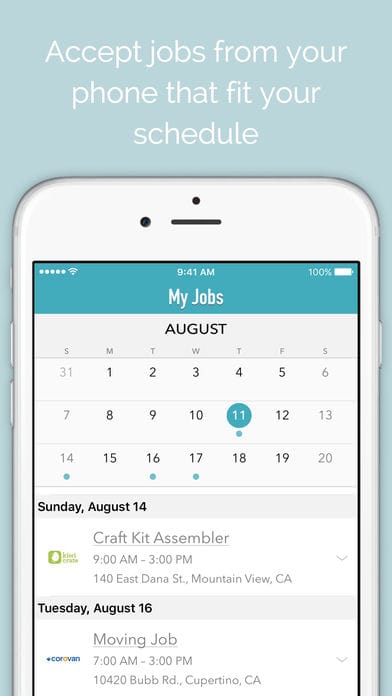 Accept jobs from your
phone that fit your
schedule
9:41 AM
100%
My Jobs
AUGUST
S M T W T F S
31 1 2 3 4 5 6
7 8 9 10 11 12 13
14 15 16 17 18 19 20
Sunday, August 14
Craft Kit Assembler
kiwi
crate
9:00 AM – 3:00 PM
140 East Dana St., Mountain View, CA
Tuesday, August 16
Moving Job
corovan
7:00 AM – 3:00 PM
10420 Bubb Rd., Cupertino, CA